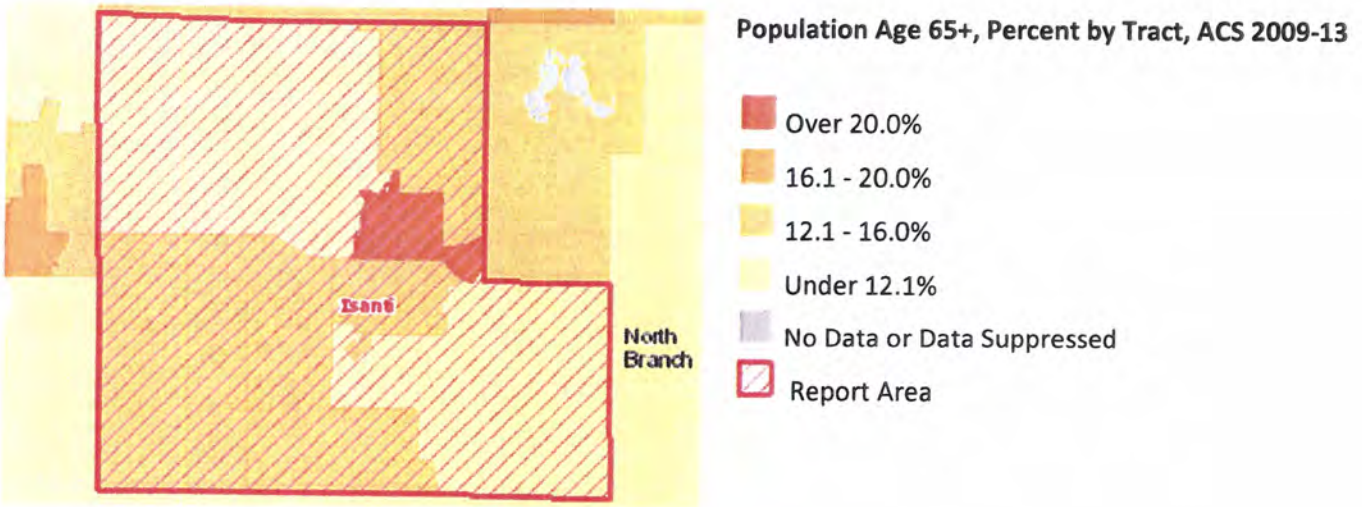 Population Age 65+, Percent by Tract, ACS 2009-13
Over 20.0%
16.1 - 20.0%
12.1 - 16.0%
Under 12.1%
No Data or Data Suppressed
Report Area
Isanti
North
Branch